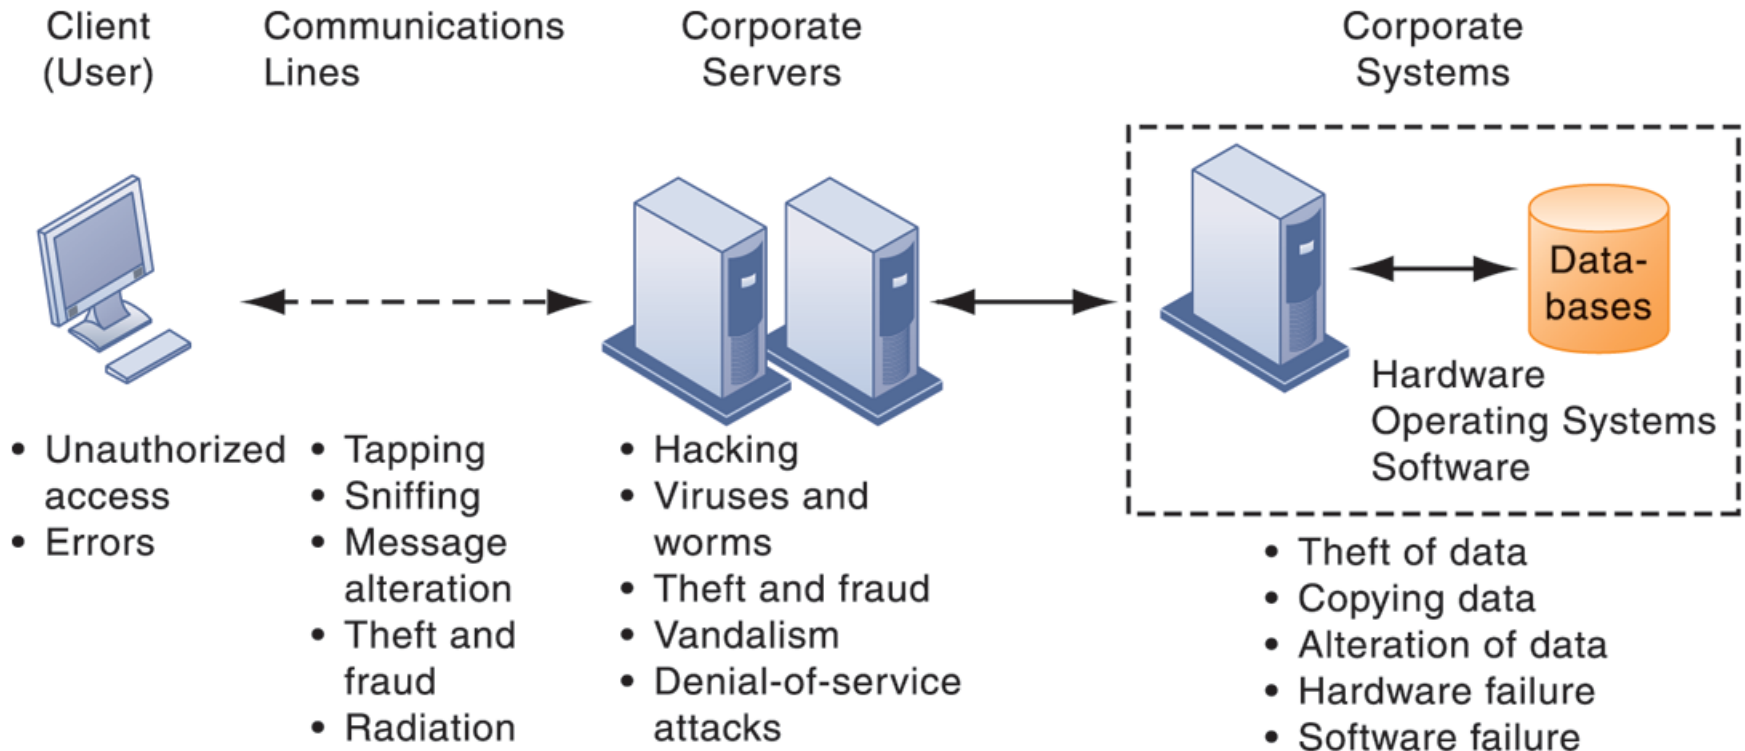 Client
(User)
Communications
Lines
Corporate
Servers
Corporate
Systems
Data-
bases
Hardware
Operating Systems
Software
• Unauthorized
access
• Errors
• Tapping
• Sniffing
• Message
alteration
• Theft and
fraud
• Radiation
• Hacking
• Viruses and
worms
• Theft and fraud
• Vandalism
• Denial-of-service
attacks
• Theft of data
• Copying data
• Alteration of data
• Hardware failure
• Software failure